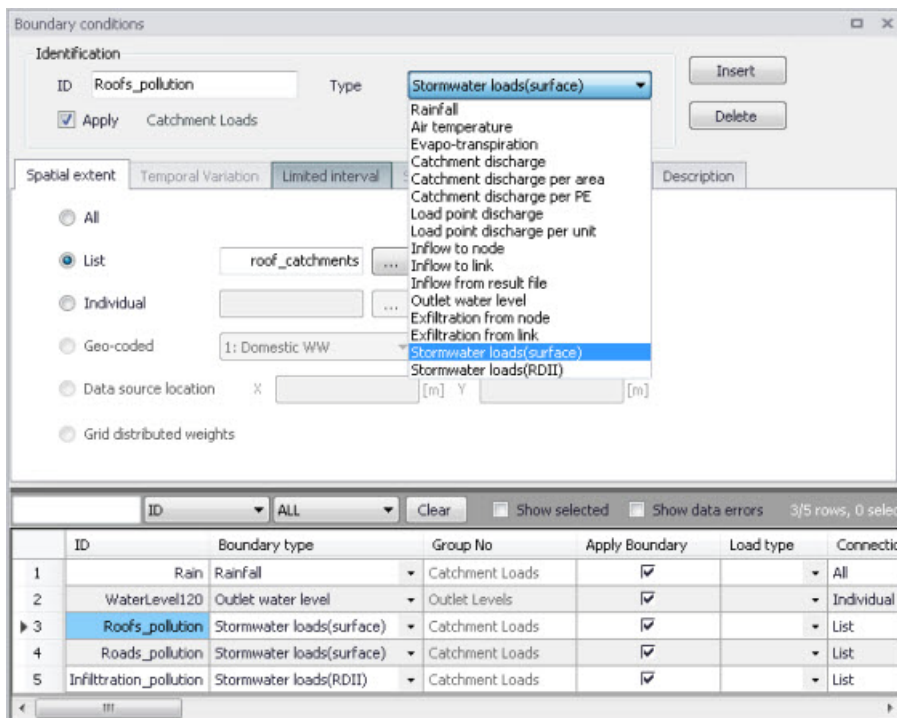 Boundary conditions
Identification
ID Roofs_pollution Type Stormwater loads(surface) Insert
Apply Catchment Loads Delete
Rainfall
Air temperature
Evapo-transpiration
Catchment discharge
Catchment discharge per area
Catchment discharge per PE
Load point discharge
Load point discharge per unit
Inflow to node
Inflow to link
Inflow from result file
Outlet water level
Exfiltration from node
Exfiltration from link
Stormwater loads(surface)
Stormwater loads(RDII)
Spatial extent Temporal Variation Limited interval Description
All
List roof_catchments ...
Individual ...
Geo-coded 1: Domestic WW
Data source location X [m] Y [m]
Grid distributed weights
ID ALL Clear Show selected Show data errors 3/5 rows, 0 selec
ID Boundary type Group No Apply Boundary Load type Connectio
1 Rain Rainfall Catchment Loads All
2 WaterLevel120 Outlet water level Outlet Levels Individual
3 Roofs_pollution Stormwater loads(surface) Catchment Loads List
4 Roads_pollution Stormwater loads(surface) Catchment Loads List
5 Infilttration_pollution Stormwater loads(RDII) Catchment Loads List